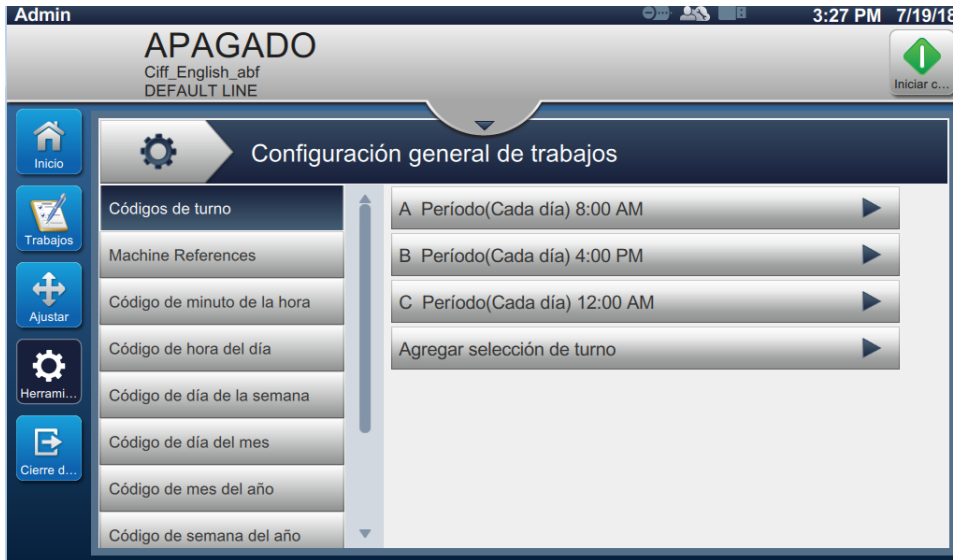 Admin
3:27 PM 7/19/18
APAGADO
Ciff_English_abf
DEFAULT LINE
Iniciar c...
Inicio
Trabajos
Ajustar
Herrami...
Cierre d...
Configuración general de trabajos
Códigos de turno
Machine References
Código de minuto de la hora
Código de hora del día
Código de día de la semana
Código de día del mes
Código de mes del año
Código de semana del año
A Período(Cada día) 8:00 AM
B Período(Cada día) 4:00 PM
C Período(Cada día) 12:00 AM
Agregar selección de turno